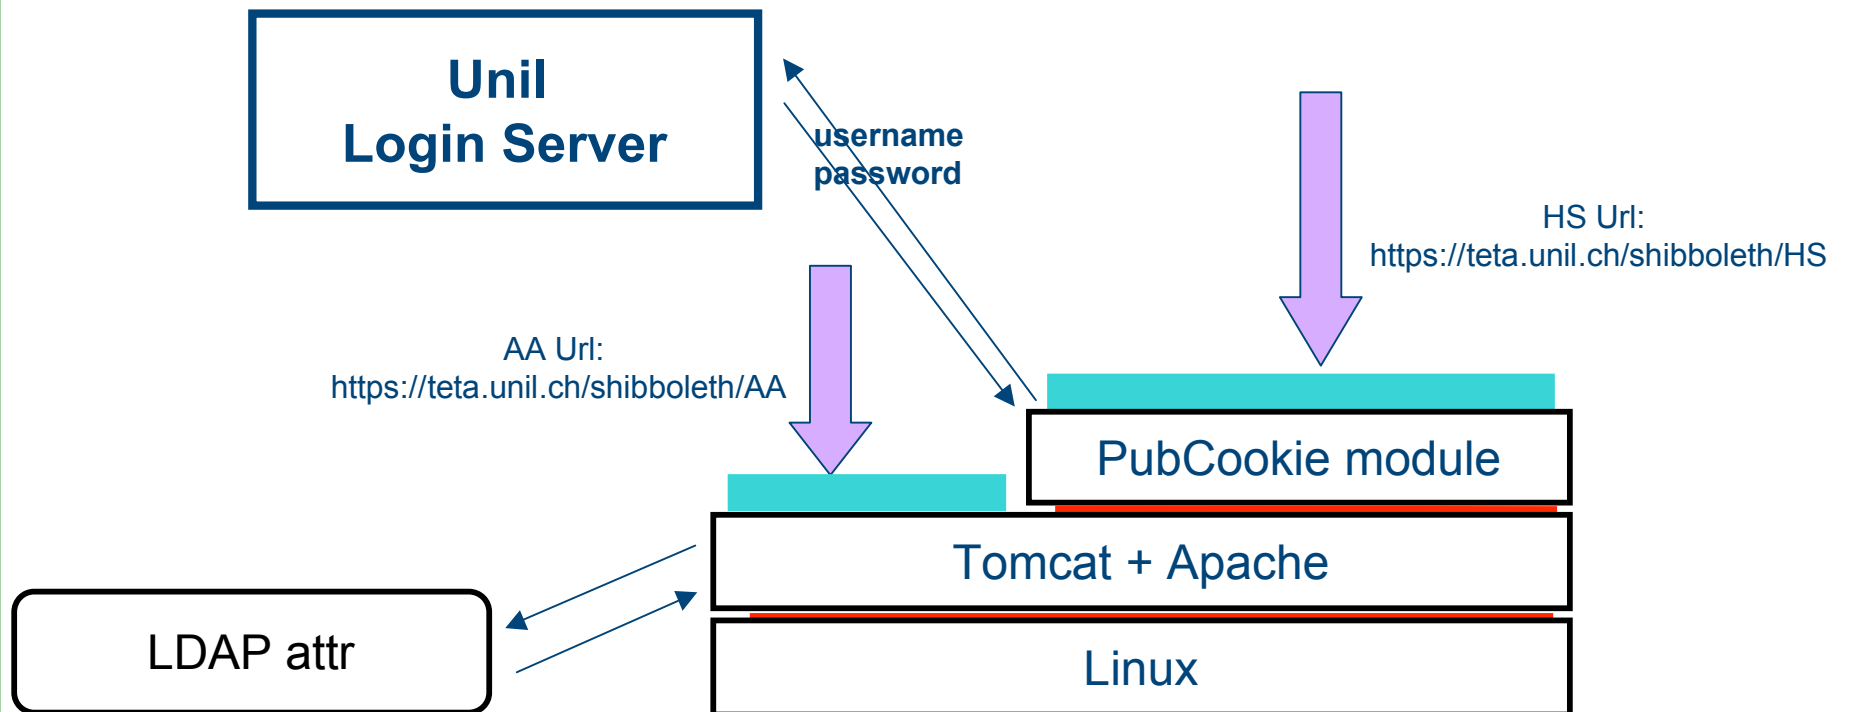 Unil
Login Server
username
password
HS Url:
https://teta.unil.ch/shibboleth/HS
AA Url:
https://teta.unil.ch/shibboleth/AA
PubCookie module
Tomcat + Apache
LDAP attr
Linux